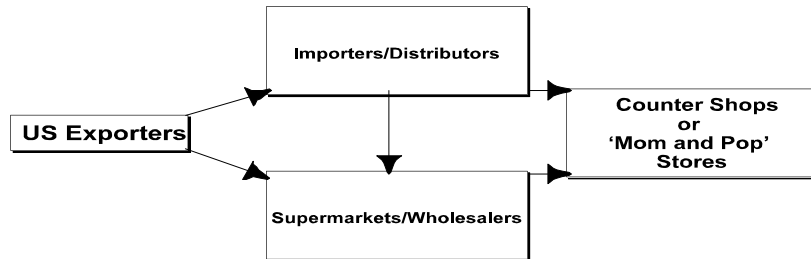 Importers/Distributors
US Exporters
Counter Shops
or
‘Mom and Pop’
Stores
Supermarkets/Wholesalers